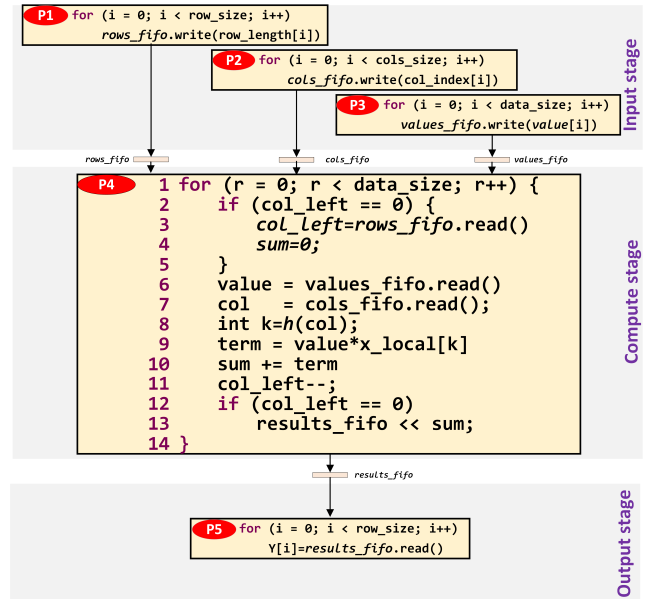 P1 for (i = 0; i < row_size; i++)
rows_fifo.write(row_length[i])
P2 for (i = 0; i < cols_size; i++)
cols_fifo.write(col_index[i])
P3 for (i = 0; i < data_size; i++)
values_fifo.write(value[i])
Input stage
rows_fifo cols_fifo values_fifo
P4 1 for (r = 0; r < data_size; r++) {
2 if (col_left == 0) {
3 col_left=rows_fifo.read()
4 sum=0;
5 }
6 value = values_fifo.read()
7 col = cols_fifo.read();
8 int k=h(col);
9 term = value*x_local[k]
10 sum += term
11 col_left--;
12 if (col_left == 0)
13 results_fifo << sum;
14 }
Compute stage
results_fifo
P5 for (i = 0; i < row_size; i++)
Y[i]=results_fifo.read()
Output stage